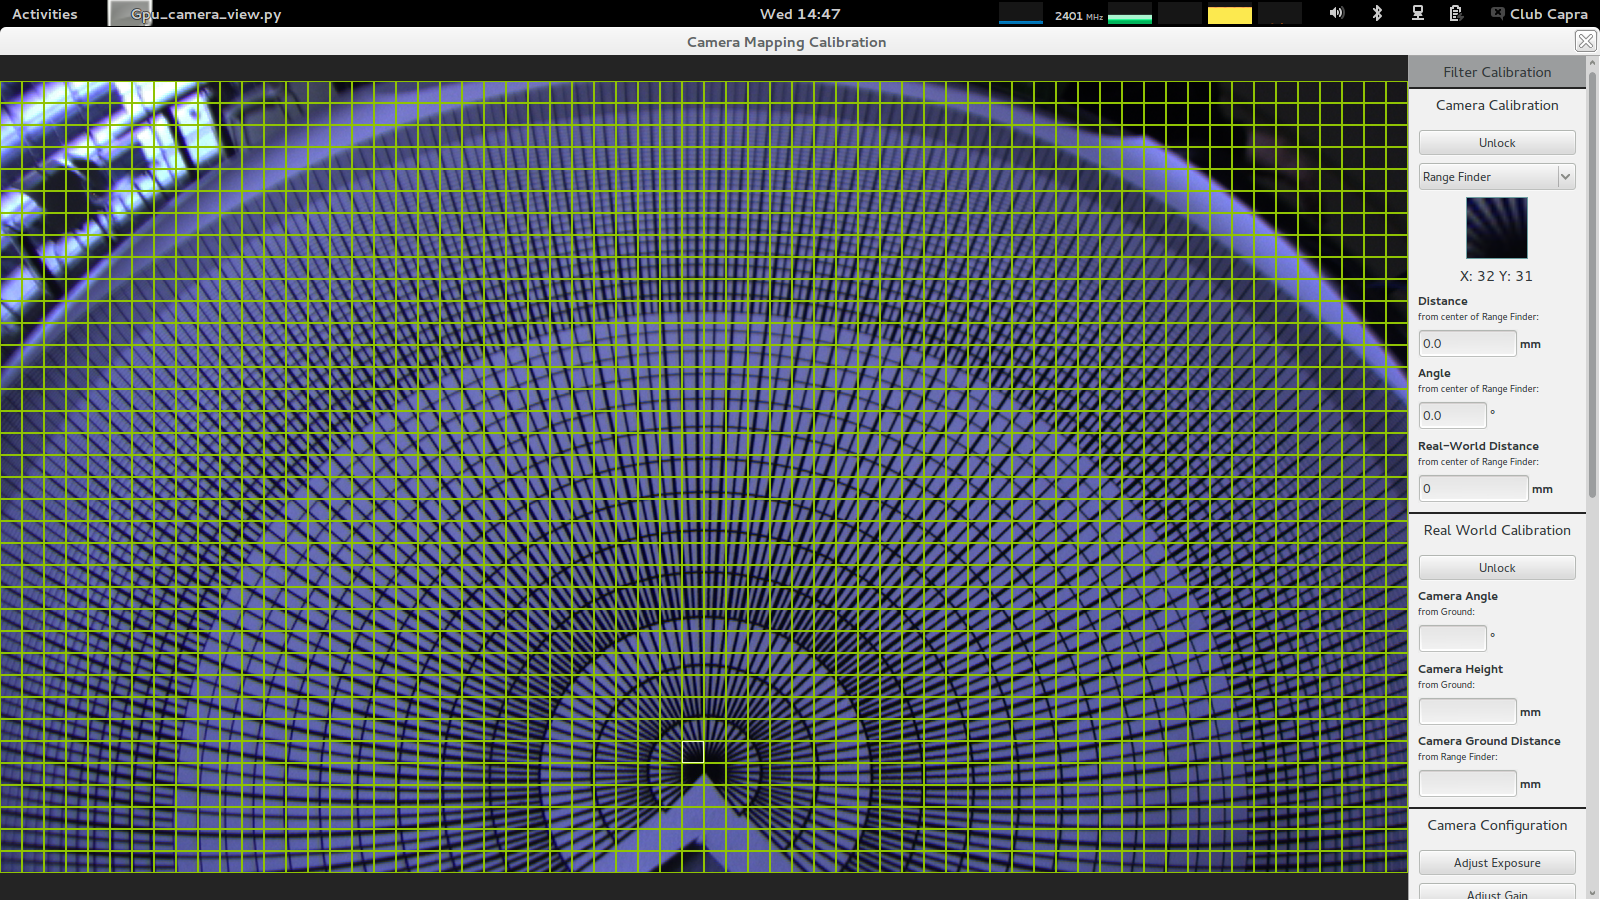 Activities
Gpu_camera_view.py
Wed 14:47
2401 MHz
Club Capra
Camera Mapping Calibration
Filter Calibration
Camera Calibration
Unlock
Range Finder
X: 32 Y: 31
Distance
from center of Range Finder:
0.0 mm
Angle
from center of Range Finder:
0.0 °
Real-World Distance
from center of Range Finder:
0 mm
Real World Calibration
Unlock
Camera Angle
from Ground:
°
Camera Height
from Ground:
mm
Camera Ground Distance
from Range Finder:
mm
Camera Configuration
Adjust Exposure
Adjust Gain